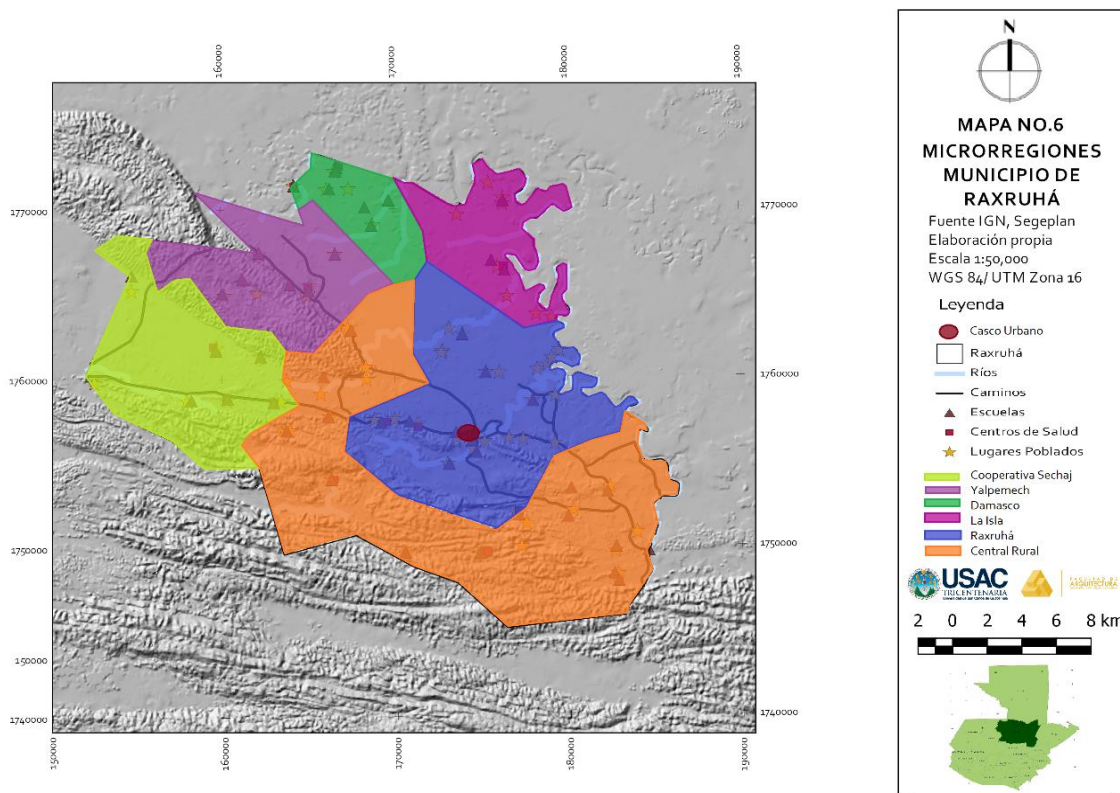 160000
170000
180000
190000
1770000
1770000
1760000
1760000
1750000
1750000
150000
1740000
1740000
150000
160000
170000
180000
190000
N
MAPA NO.6
MICRORREGIONES
MUNICIPIO DE
RAXRUHÁ
Fuente IGN, Segeplan
Elaboración propia
Escala 1:50,000
WGS 84/ UTM Zona 16
Leyenda
Casco Urbano
Raxruhá
Ríos
Caminos
Escuelas
Centros de Salud
Lugares Poblados
Cooperativa Sechaj
Yalpemech
Damasco
La Isla
Raxruhá
Central Rural
USAC
TRICENTENARIA
ARQUITECTURA
2 0 2 4 6 8 km